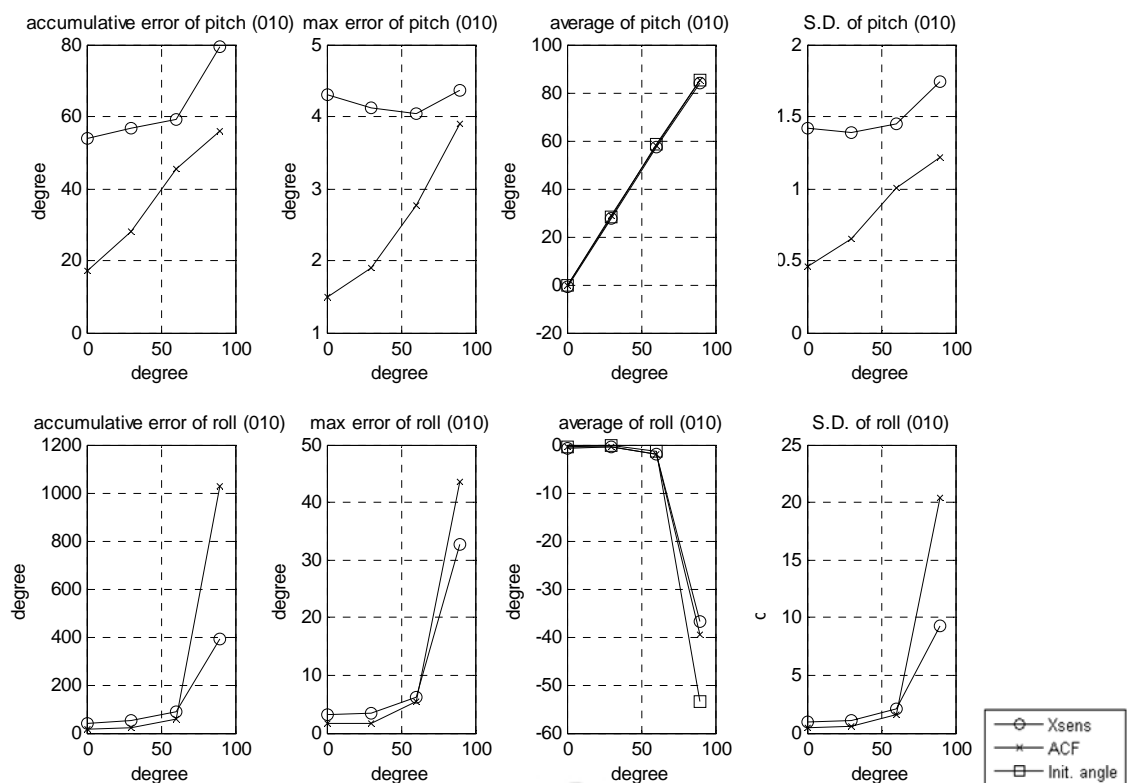 accumulative error of pitch (010)
80
60
40
20
0
degree
0 50 100
degree
max error of pitch (010)
5
4
3
2
1
degree
0 50 100
degree
average of pitch (010)
100
80
60
40
20
0
-20
degree
0 50 100
degree
S.D. of pitch (010)
2
1.5
1
0.5
0
0 50 100
degree
accumulative error of roll (010)
1200
1000
800
600
400
200
0
degree
0 50 100
degree
max error of roll (010)
50
40
30
20
10
0
degree
0 50 100
degree
average of roll (010)
0
-10
-20
-30
-40
-50
-60
degree
0 50 100
degree
S.D. of roll (010)
25
20
15
10
5
0
0 50 100
degree
Xsens
ACF
Init. angle